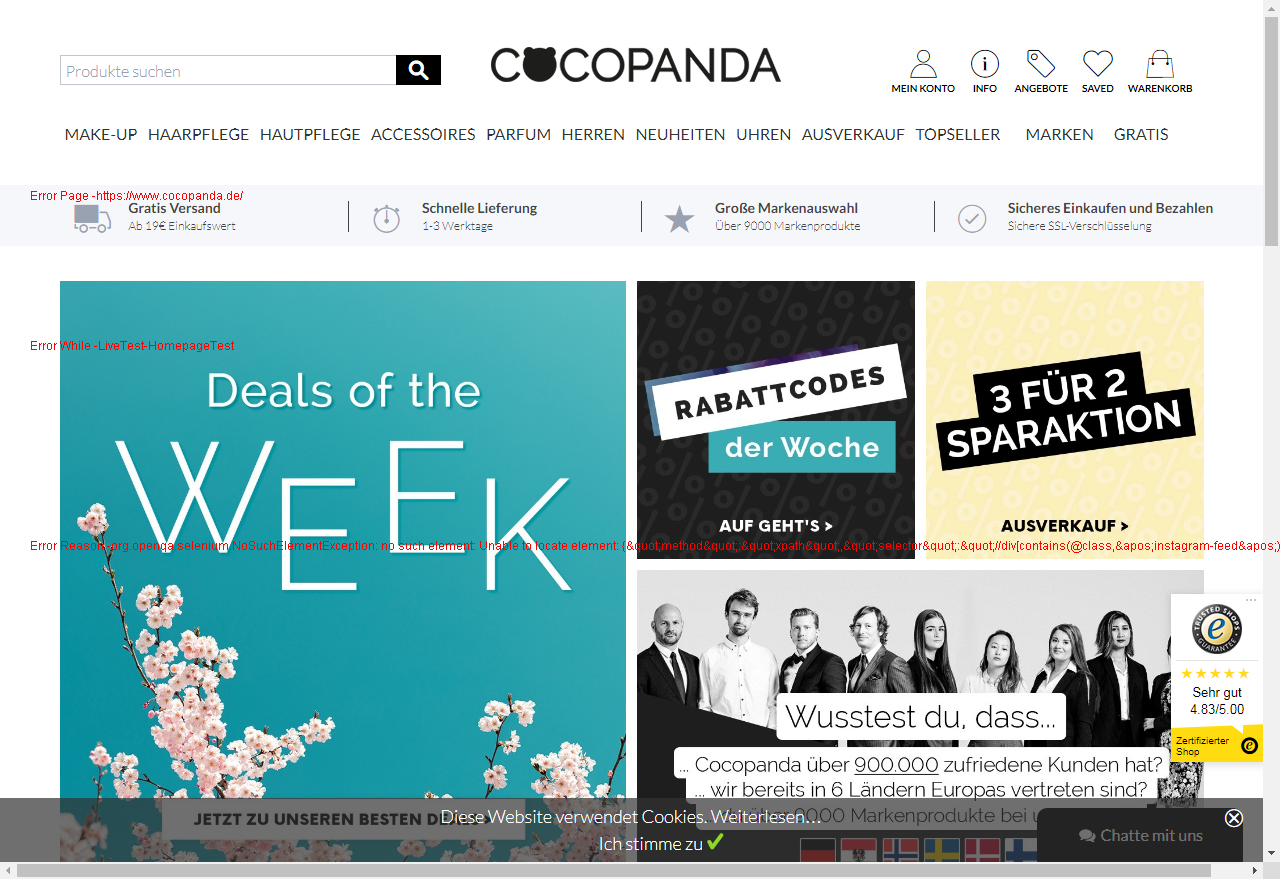 Produkte suchen
COCOPANDA
MEIN KONTO
INFO
ANGEBOTE
SAVED
WARENKORB
MAKE-UP HAARPFLEGE HAUTPFLEGE ACCESSOIRES PARFUM HERREN NEUHEITEN UHREN AUSVERKAUF TOPSELLER MARKEN GRATIS
Error Page -https://www.cocopanda.de/
Gratis Versand
Ab 19€ Einkaufswert
Schnelle Lieferung
1-3 Werktage
Große Markenauswahl
Über 9000 Markenprodukte
Sicheres Einkaufen und Bezahlen
Sichere SSL-Verschlüsselung
Error While -LiveTest-HomepageTest
Deals of the
WEEK
RABATTCODES
der Woche
AUF GEHT'S >
3 FÜR 2
SPARAKTION
AUSVERKAUF >
Error Reason -org.openqa.selenium.NoSuchElementException: no such element: Unable to locate element: {&quot;method&quot;:&quot;xpath&quot;,&quot;selector&quot;:&quot;//div[contains(@class,&apos;instagram-feed&apos;)
Wusstest du, dass...
... Cocopanda über 900.000 zufriedene Kunden hat?
... wir bereits in 6 Ländern Europas vertreten sind?
9000 Markenprodukte bei
TRUSTED SHOPS
GUARANTEE
Sehr gut
4.83/5.00
Zertifizierter
Shop
JETZT ZU UNSEREN BESTEN
Diese Website verwendet Cookies. Weiterlesen...
Ich stimme zu
Chatte mit uns